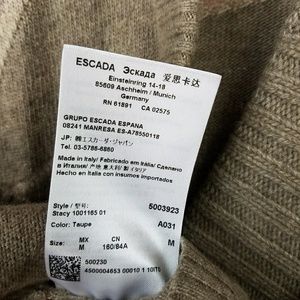 ESCADA Эскада 爱思卡达
Einsteinring 14-18
85609 Aschheim / Munich
Germany
RN 61891 CA 02575
GRUPO ESCADA ESPANA
08241 MANRESA ES-A78550118
JP: ㈱エスカーダ・ジャパン
Tel. 03-5786-6860
Made in Italy/ Fabricado em Itália/ Сделано
в Италии/ 产地 意大利/ 製 イタリア
Hecho en Italia con insumos importados
Style / 型号: 5003923
Stacy 1001165 01
Color: Taupe A031
Size: MX CN
M 160/84A M
500230
4500004653 00010 1 10